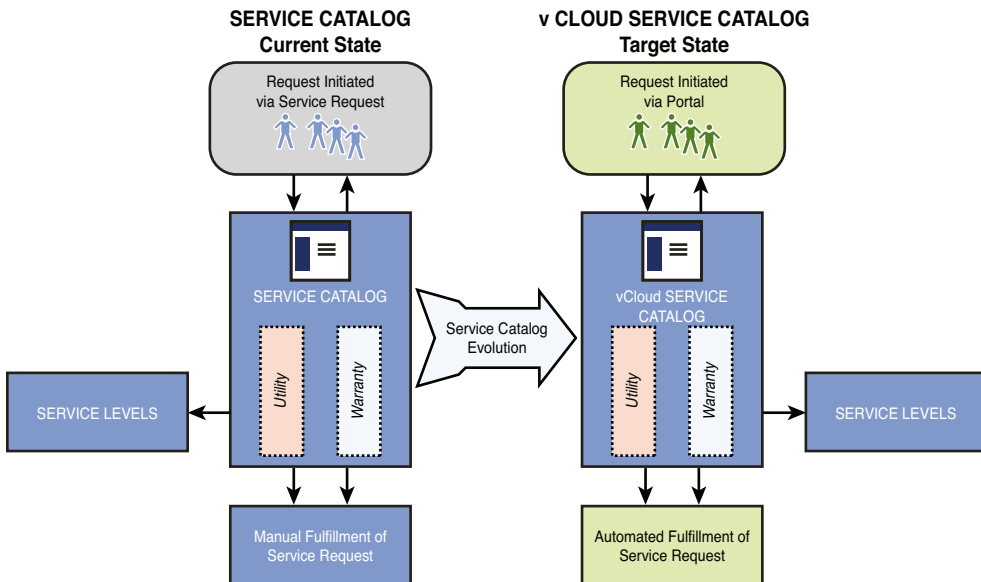 SERVICE CATALOG
Current State
Request Initiated
via Service Request
SERVICE CATALOG
Utility
Warranty
SERVICE LEVELS
Manual Fulfillment of
Service Request
Service Catalog
Evolution
v CLOUD SERVICE CATALOG
Target State
Request Initiated
via Portal
vCloud SERVICE
CATALOG
Utility
Warranty
SERVICE LEVELS
Automated Fulfillment of
Service Request